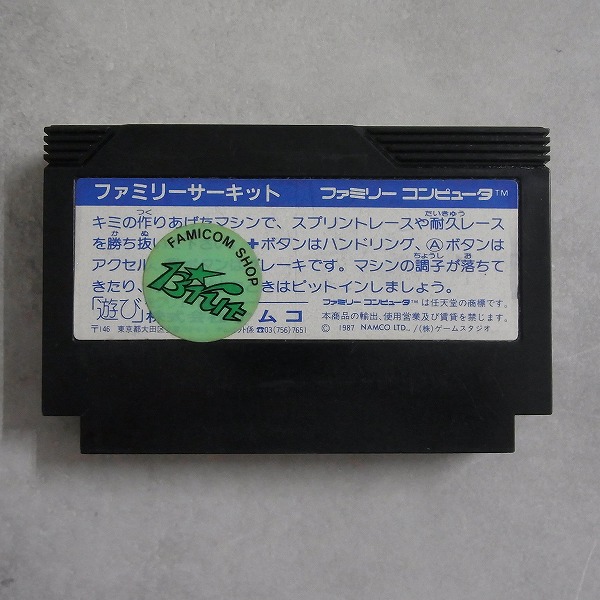 ファミリーサーキット ファミリー コンピュータ™
キミの作りあげたマシンで、スプリントレースや耐久レース
を勝ち抜 ✚ボタンはハンドリング、Ⓐボタンは
アクセル ブレーキです。マシンの調子が落ちて
きたり、 きはピットインしましょう。
「遊び」 ムコ ファミリー コンピュータ™ は任天堂の商標です。
本商品の輸出、使用営業及び賃貸を禁じます。
〒146 東京都大田区 ☎03(756)7651 © 1987 NAMCO LTD., /(株)ゲームスタジオ
FAMICOM SHOP